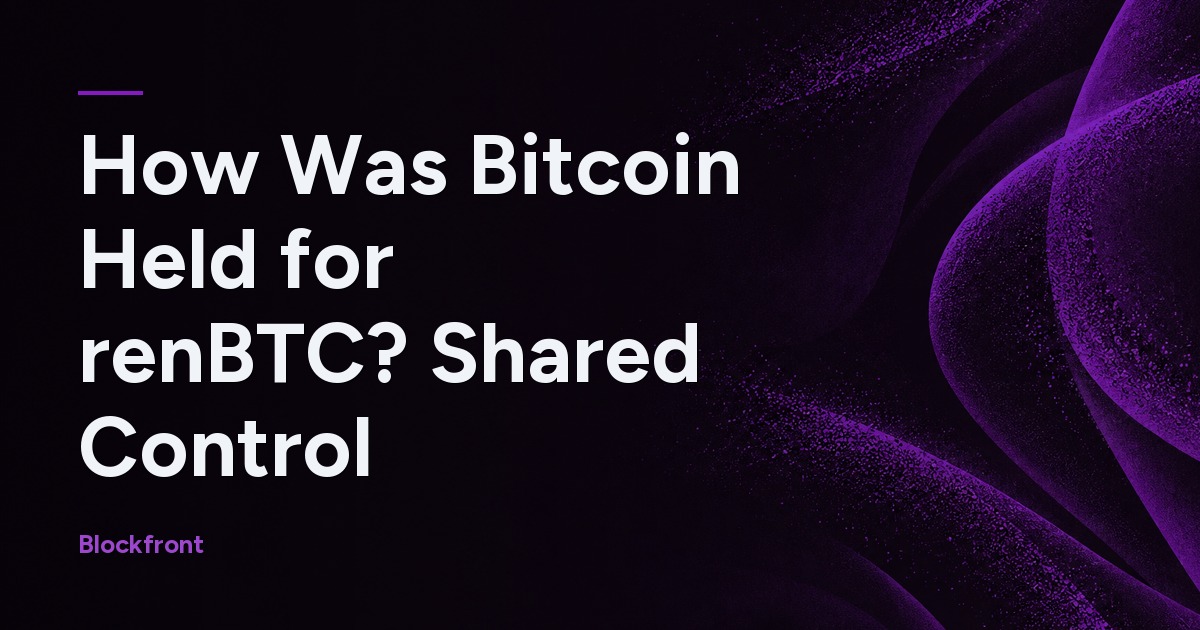 How Was Bitcoin
Held for
renBTC? Shared
Control
Blockfront